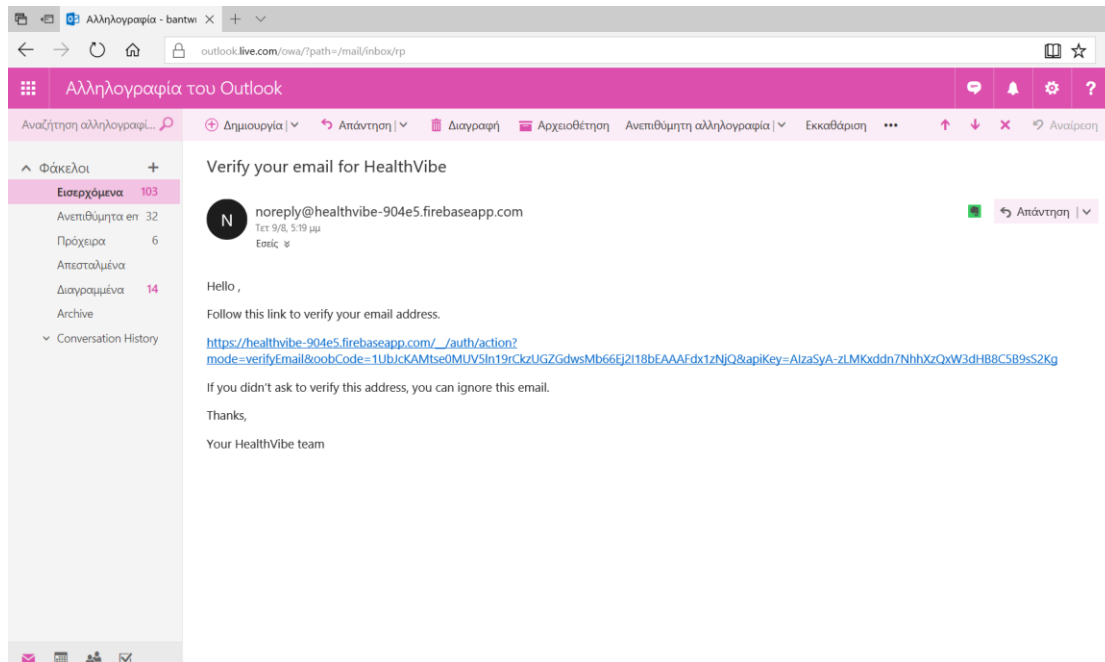 Αλληλογραφία - bantwi
outlook.live.com/owa/?path=/mail/inbox/rp
Αλληλογραφία του Outlook
?
Αναζήτηση αλληλογραφί...
Δημιουργία
Απάντηση
Διαγραφή
Αρχειοθέτηση
Ανεπιθύμητη αλληλογραφία
Εκκαθάριση
Αναίρεση
Φάκελοι
Εισερχόμενα 103
Ανεπιθύμητα em 32
Πρόχειρα 6
Απεσταλμένα
Διαγραμμένα 14
Archive
Conversation History
Verify your email for HealthVibe
N
noreply@healthvibe-904e5.firebaseapp.com
Τετ 9/8, 5:19 μμ
Εσείς
Απάντηση
Hello ,
Follow this link to verify your email address.
https://healthvibe-904e5.firebaseapp.com/__/auth/action?
mode=verifyEmail&oobCode=1UbJcKAMtse0MUV5ln19rCkzUGZGdwsMb66Ej2I18bEAAAFdx1zNjQ&apiKey=AIzaSyA-zLMKxddn7NhhXzQxW3dHB8C5B9sS2Kg
If you didn't ask to verify this address, you can ignore this email.
Thanks,
Your HealthVibe team